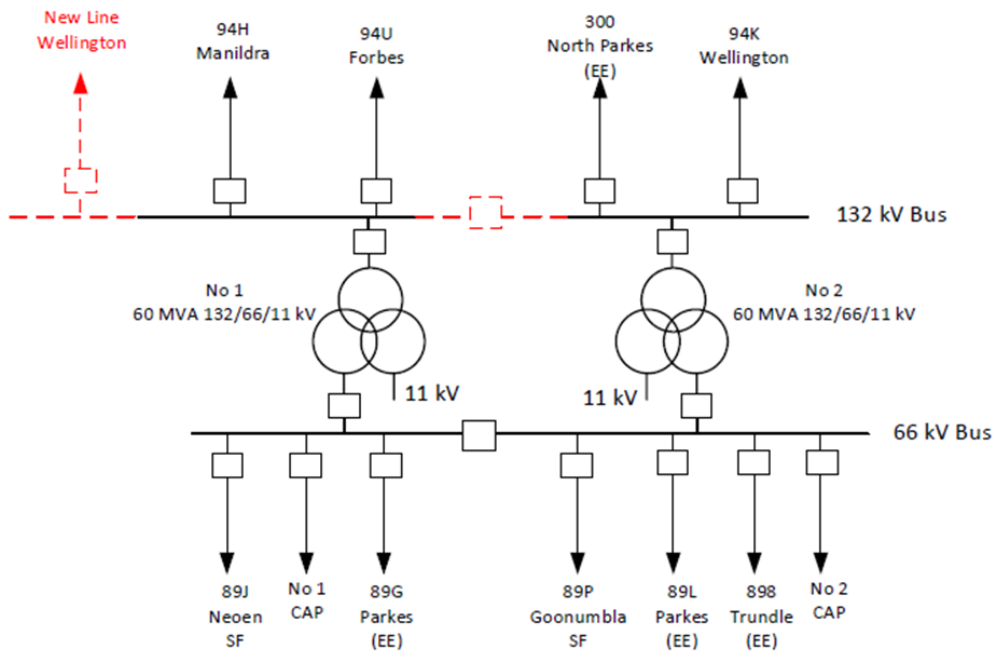 New Line
Wellington
94H
Manildra
94U
Forbes
300
North Parkes
(EE)
94K
Wellington
132 kV Bus
No 1
60 MVA 132/66/11 kV
No 2
60 MVA 132/66/11 kV
11 kV
11 kV
66 kV Bus
89J
Neoen
SF
No 1
CAP
89G
Parkes
(EE)
89P
Goonumbla
SF
89L
Parkes
(EE)
898
Trundle
(EE)
No 2
CAP